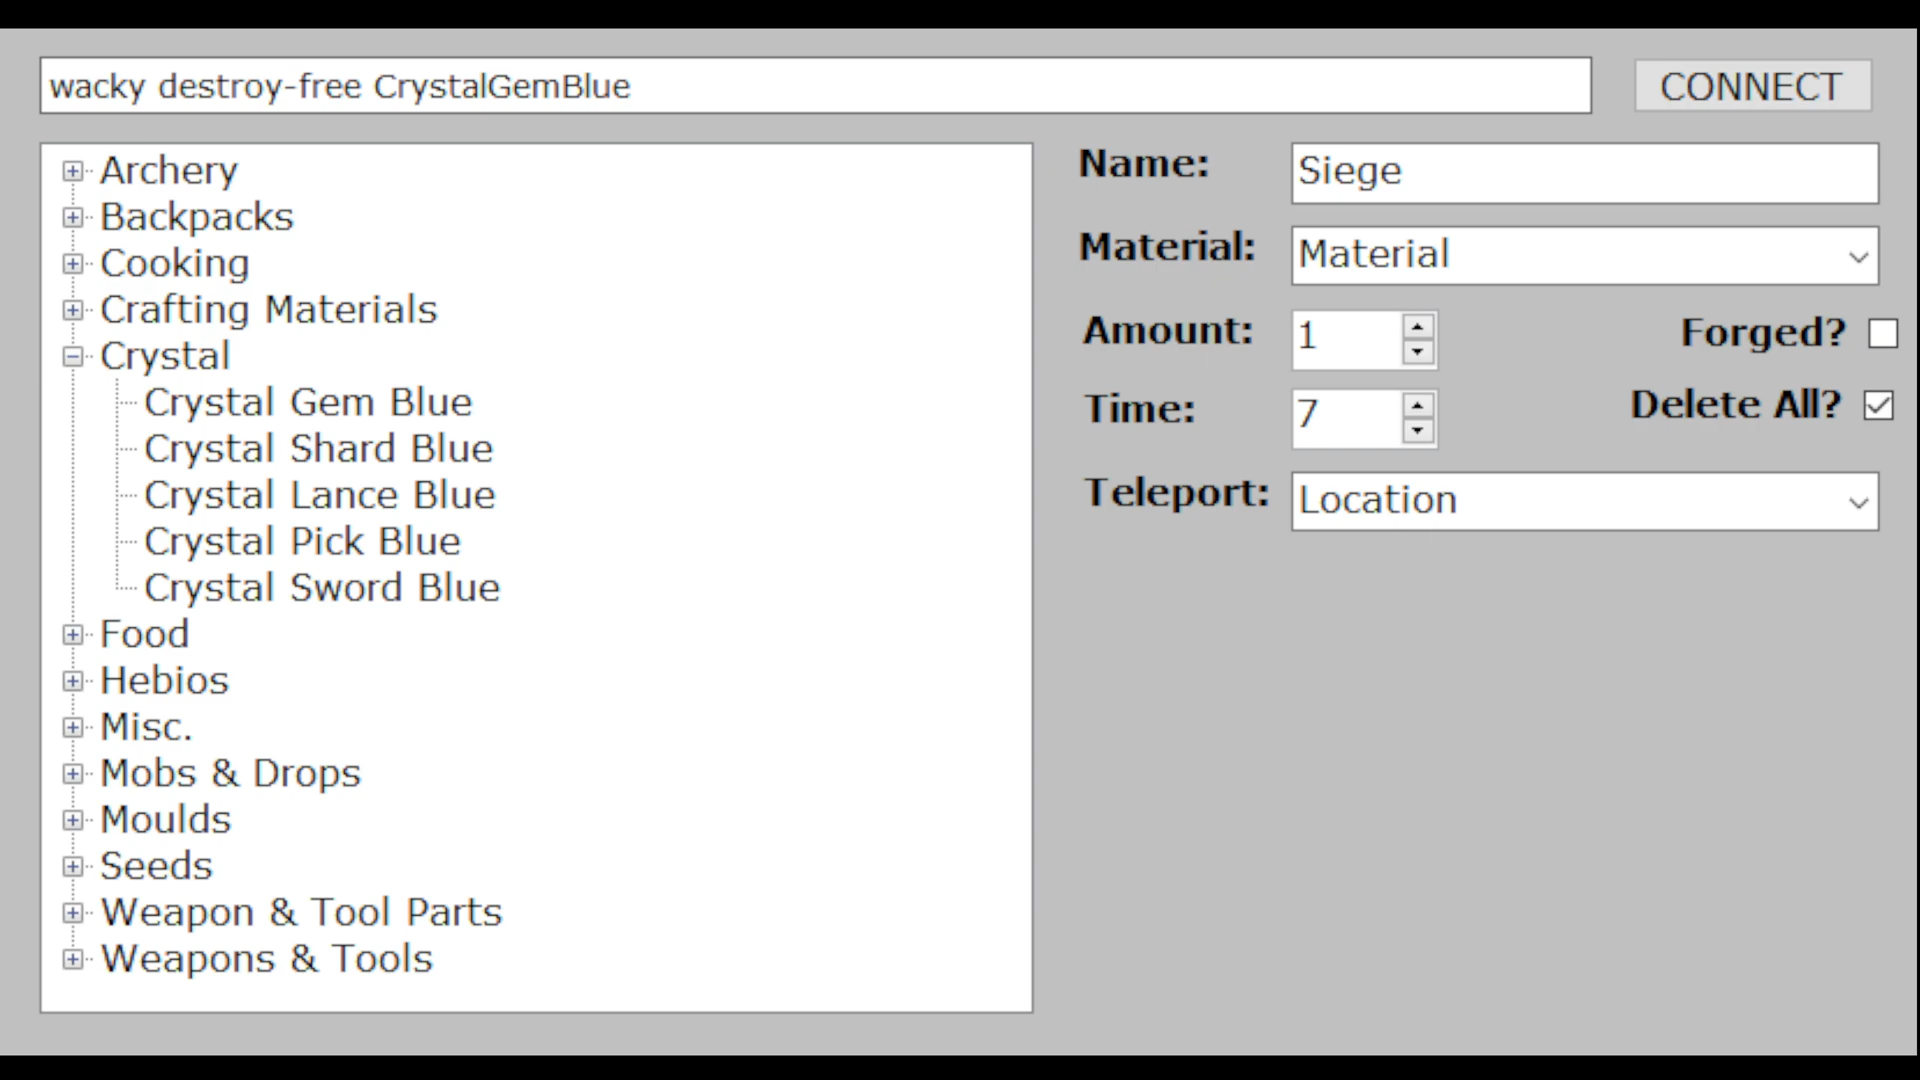 wacky destroy-free CrystalGemBlue
CONNECT
Archery
Backpacks
Cooking
Crafting Materials
Crystal
Crystal Gem Blue
Crystal Shard Blue
Crystal Lance Blue
Crystal Pick Blue
Crystal Sword Blue
Food
Hebios
Misc.
Mobs & Drops
Moulds
Seeds
Weapon & Tool Parts
Weapons & Tools
Name: Siege
Material: Material
Amount: 1
Forged?
Time: 7
Delete All?
Teleport: Location